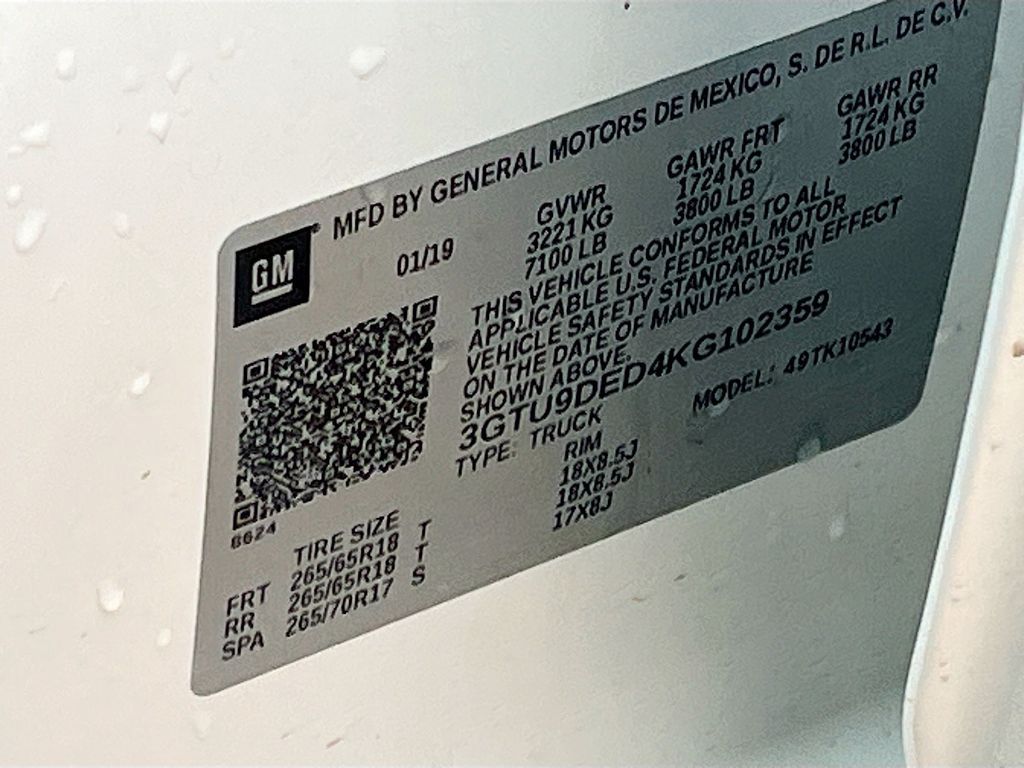 MFD BY GENERAL MOTORS DE MEXICO, S. DE R.L. DE C.V.
GM
01/19
GVWR GAWR FRT GAWR RR
3221 KG 1724 KG 1724 KG
7100 LB 3800 LB 3800 LB
THIS VEHICLE CONFORMS TO ALL
APPLICABLE U.S. FEDERAL MOTOR
VEHICLE SAFETY STANDARDS IN EFFECT
ON THE DATE OF MANUFACTURE
SHOWN ABOVE.
3GTU9DED4KG102359
TYPE: TRUCK MODEL: 49TK10543
8624
TIRE SIZE RIM
FRT 265/65R18 T 18X8.5J
RR 265/65R18 T 18X8.5J
SPA 265/70R17 S 17X8J